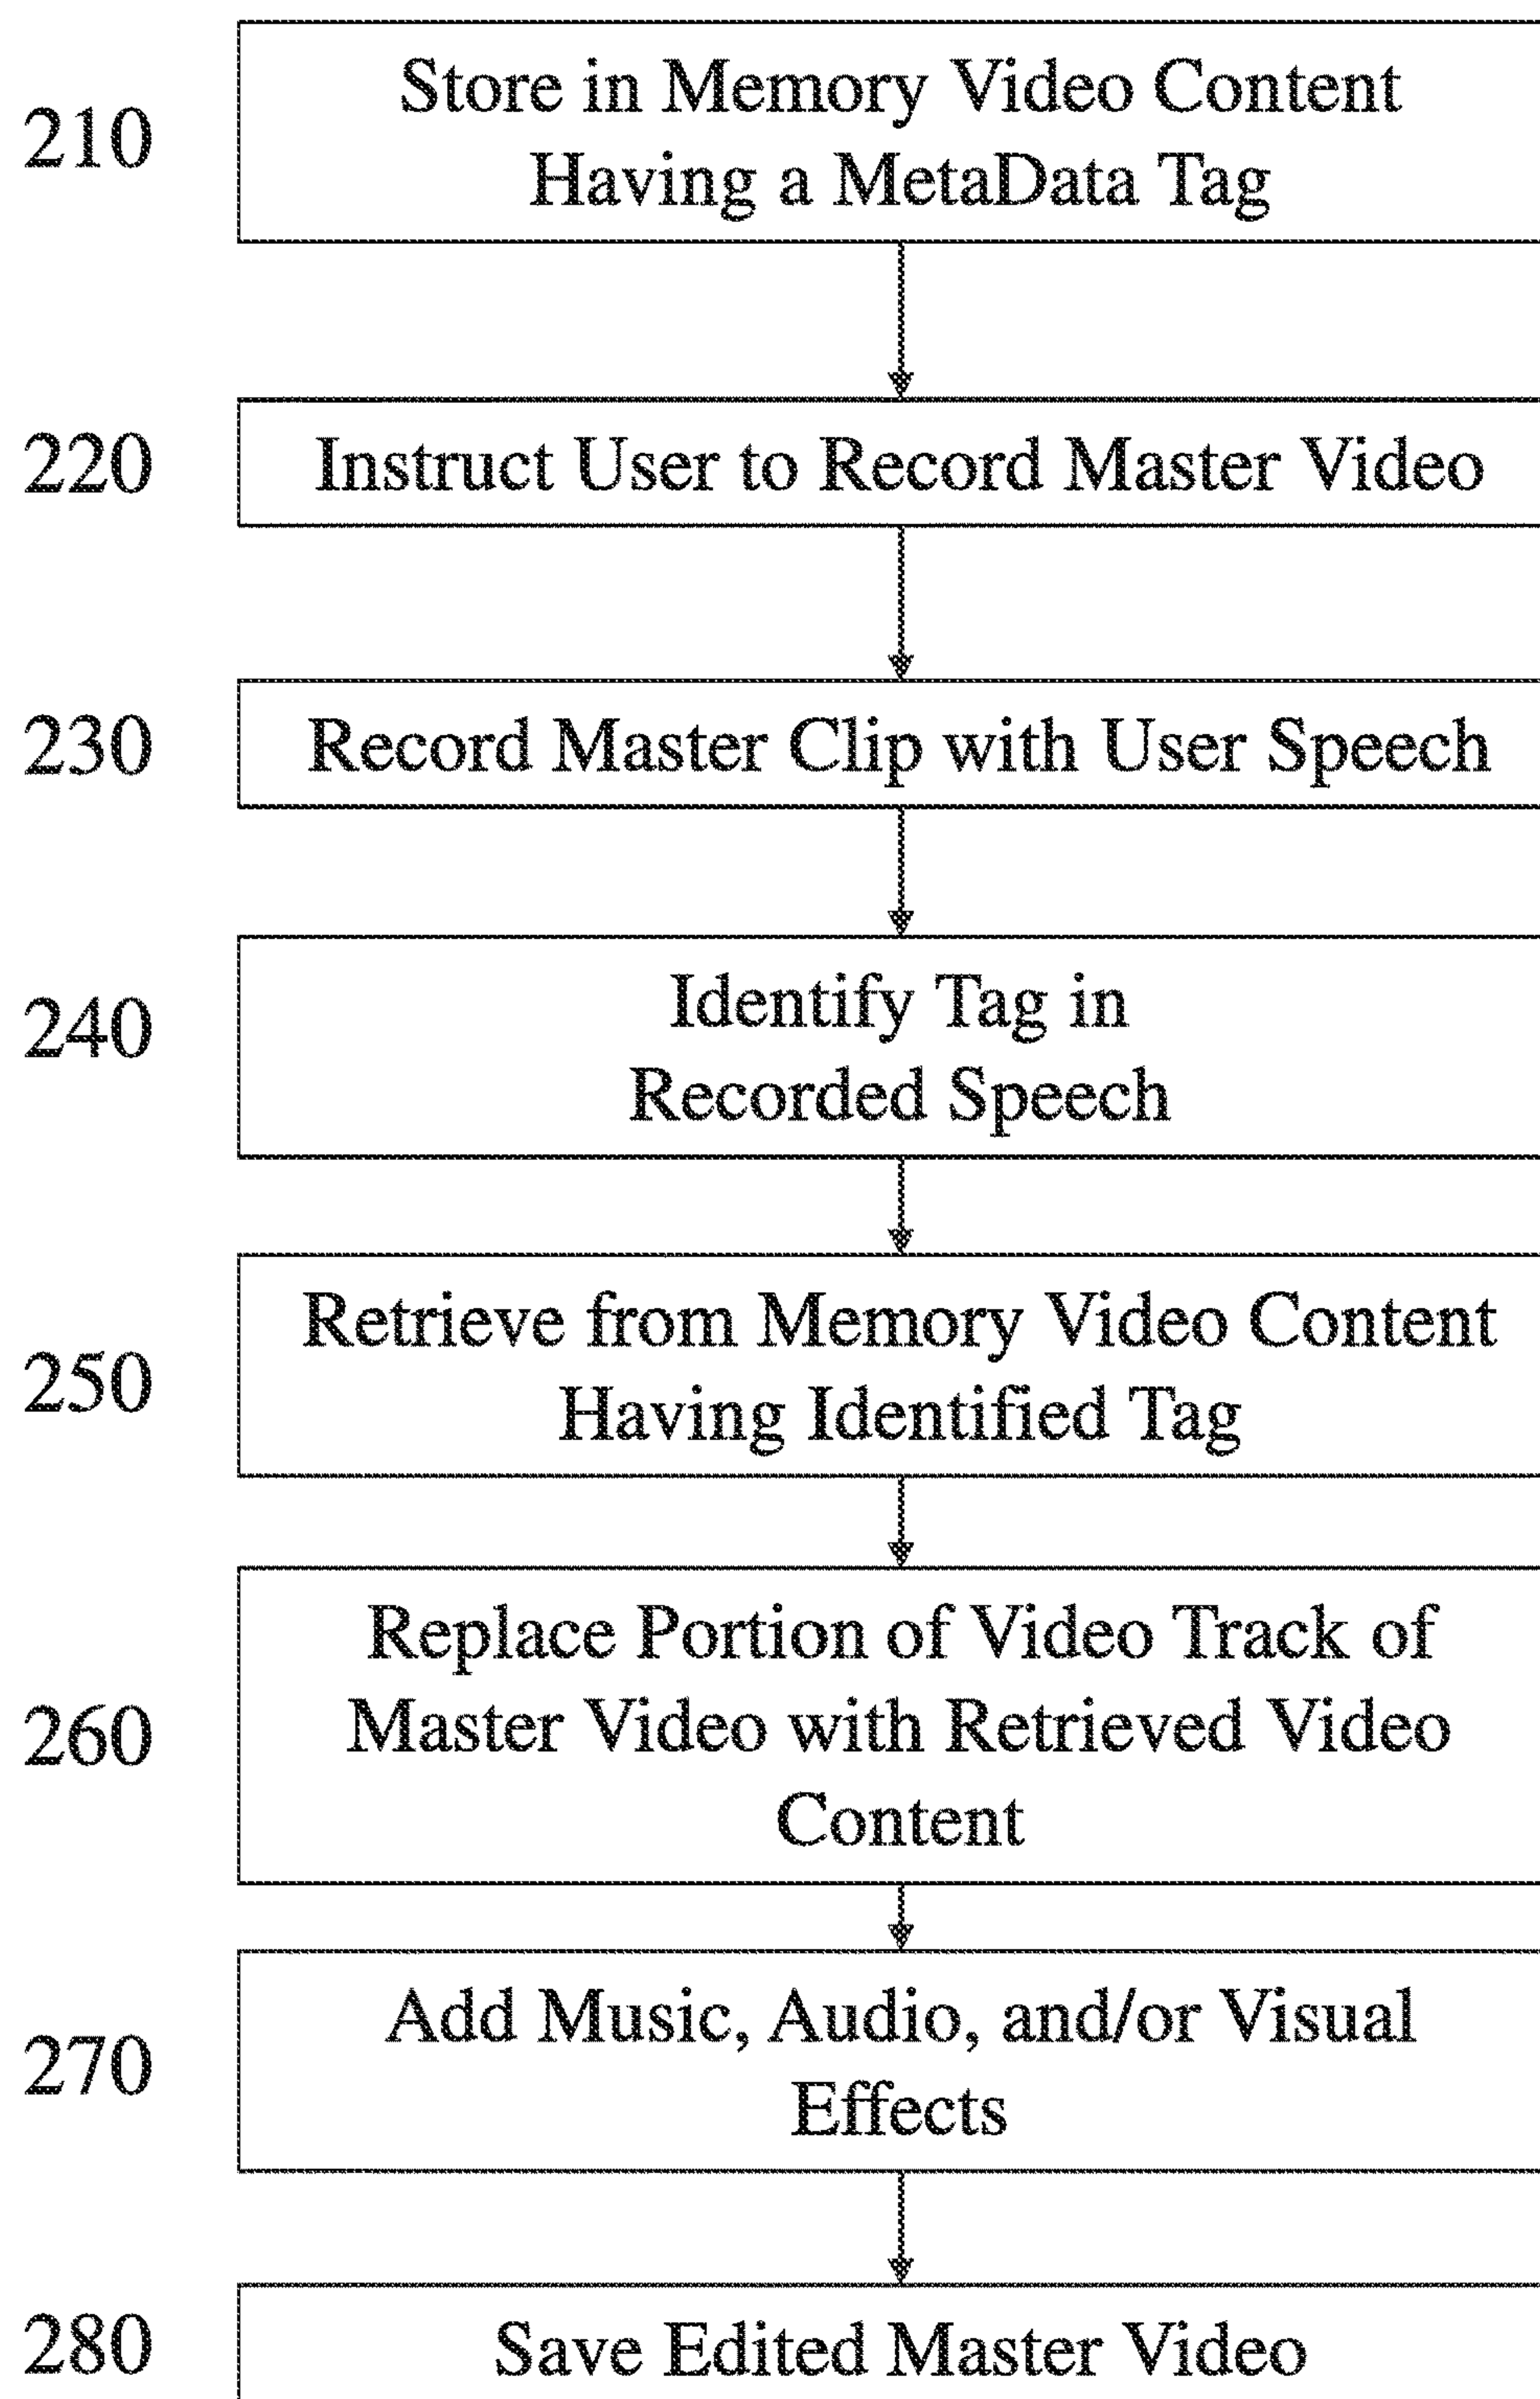 210
Store in Memory Video Content
Having a MetaData Tag
220
Instruct User to Record Master Video
230
Record Master Clip with User Speech
240
Identify Tag in
Recorded Speech
250
Retrieve from Memory Video Content
Having Identified Tag
260
Replace Portion of Video Track of
Master Video with Retrieved Video
Content
270
Add Music, Audio, and/or Visual
Effects
280
Save Edited Master Video